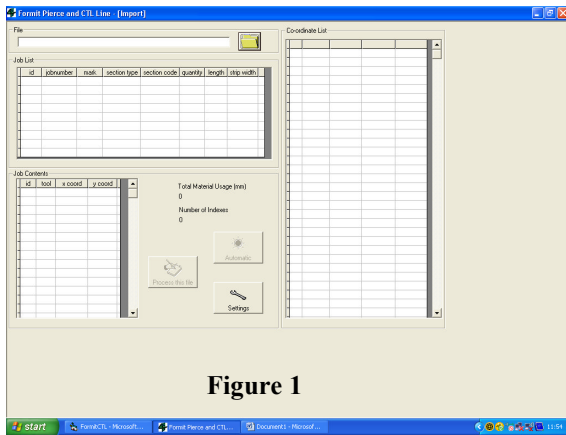 Formit Pierce and CTL Line - [Import]
File
Job List
id jobnumber mark section type section code quantity length strip width
Job Contents
id tool x coord y coord
Total Material Usage (mm)
0
Number of Indexes
0
Automatic
Process this file
Settings
Co-ordinate List
Figure 1
start FormitCTL - Microsoft... Formit Pierce and CTL... Document1 - Microsof... 11:54